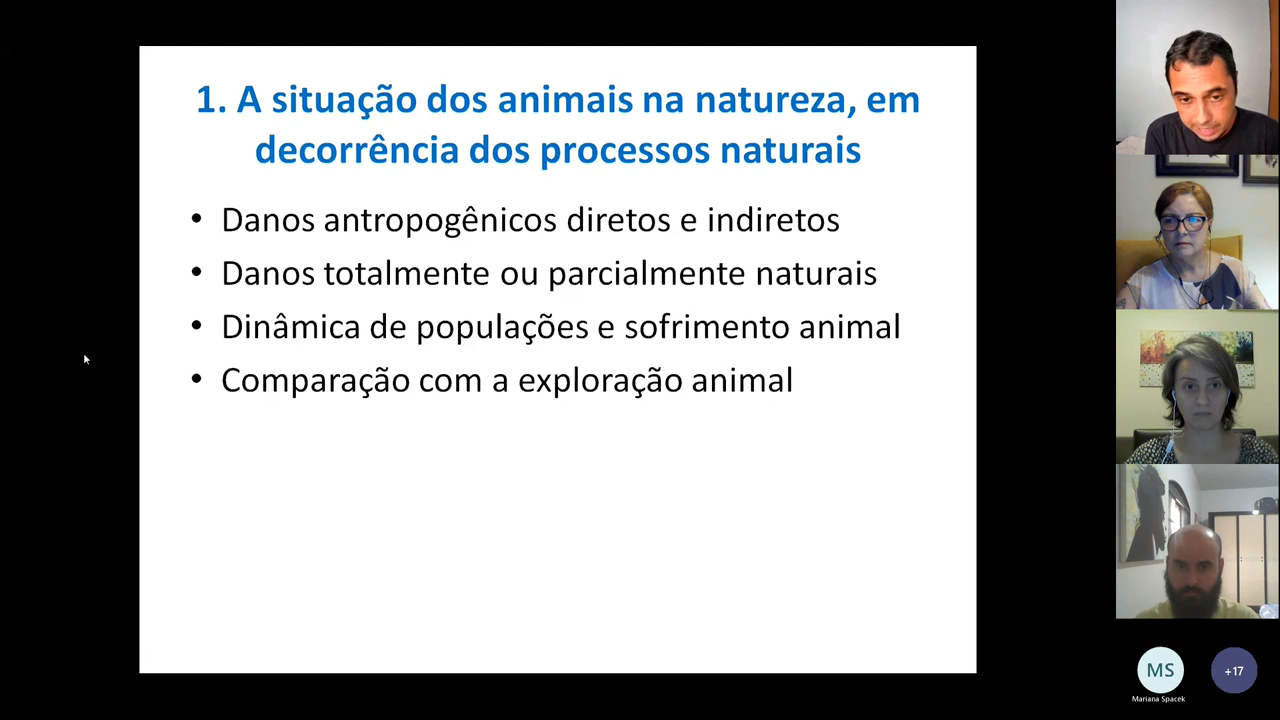 1. A situação dos animais na natureza, em
decorrência dos processos naturais
• Danos antropogênicos diretos e indiretos
• Danos totalmente ou parcialmente naturais
• Dinâmica de populações e sofrimento animal
• Comparação com a exploração animal
MS
Mariana Spacek
+17